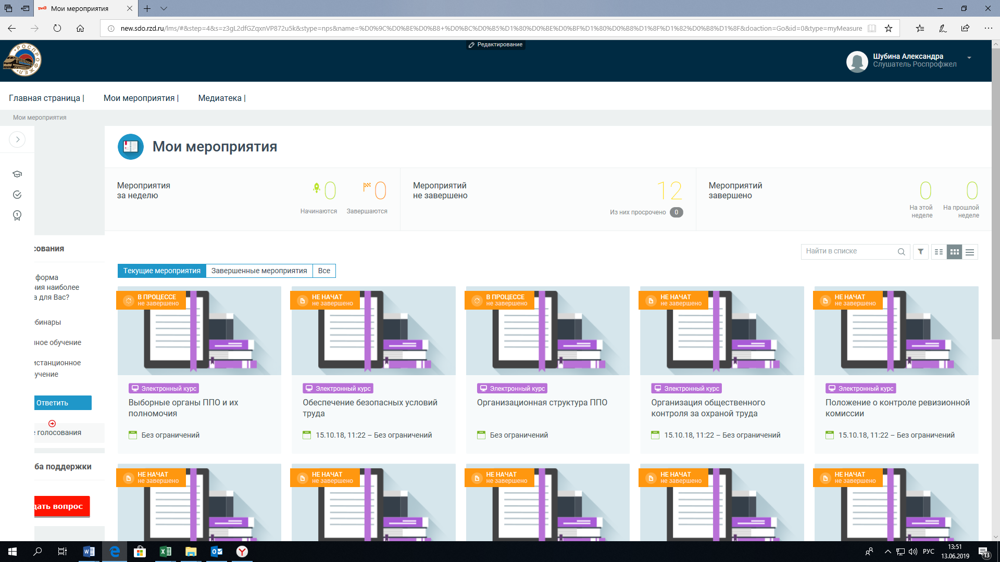 Мои мероприятия
new.sdo.rzd.ru/lms/#&step=4&s=z3gL2dfGZqxnVP872u5k&stype=nps&name=%D0%9C%D0%BE%D0%B8+%D0%BC%D0%B5%D1%80%D0%BE%D0%BF%D1%80%D0%B8%D1%8F%D1%82%D0%B8%D1%8F&doaction=Go&id=0&type=myMeasure
РОСПРОФЖЕЛ
Редактирование
Шубина Александра
Слушатель Роспрофжел
Главная страница |
Мои мероприятия |
Медиатека |
Мои мероприятия
Мои мероприятия
Мероприятия
за неделю
0
Начинаются
0
Завершаются
Мероприятий
не завершено
12
Из них просрочено 0
Мероприятий
завершено
0
На этой
неделе
0
На прошлой
неделе
сования
форма
ния наиболее
а для Вас?
ебинары
нное обучение
истанционное
учение
Ответить
е голосования
ба поддержки
дать вопрос
Найти в списке
Текущие мероприятия
Завершенные мероприятия
Все
В ПРОЦЕССЕ
не завершено
Электронный курс
Выборные органы ППО и их
полномочия
Без ограничений
НЕ НАЧАТ
не завершено
Электронный курс
Обеспечение безопасных условий
труда
15.10.18, 11:22 – Без ограничений
В ПРОЦЕССЕ
не завершено
Электронный курс
Организационная структура ППО
Без ограничений
НЕ НАЧАТ
не завершено
Электронный курс
Организация общественного
контроля за охраной труда
15.10.18, 11:22 – Без ограничений
НЕ НАЧАТ
не завершено
Электронный курс
Положение о контроле ревизионной
комиссии
15.10.18, 11:22 – Без ограничений
НЕ НАЧАТ
не завершено
НЕ НАЧАТ
не завершено
НЕ НАЧАТ
не завершено
НЕ НАЧАТ
не завершено
НЕ НАЧАТ
не завершено
РУС
13:51
13.06.2019
13